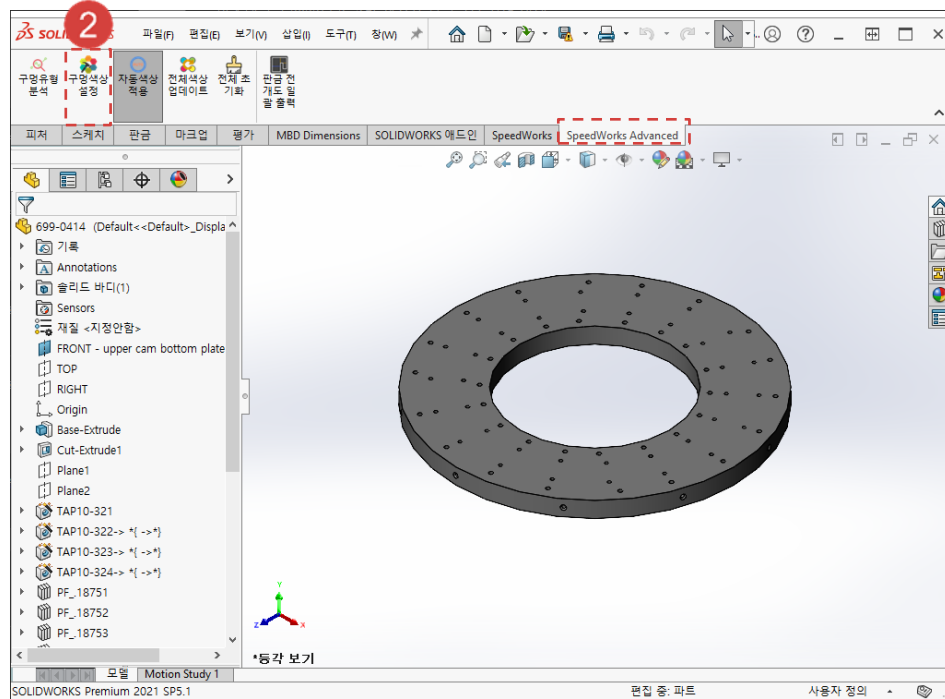 2
SOL S 파일(F) 편집(E) 보기(V) 삽입(I) 도구(T) 창(W)
구멍유형 분석
구멍색상 설정
자동색상 적용
전체색상 업데이트
전체 초기화
판금 전개도 일괄 출력
피처 스케치 판금 마크업 평가 MBD Dimensions SOLIDWORKS 애드인 SpeedWorks SpeedWorks Advanced
699-0414 (Default<<Default>_Displa
기록
Annotations
솔리드 바디(1)
Sensors
재질 <지정안함>
FRONT - upper cam bottom plate
TOP
RIGHT
Origin
Base-Extrude
Cut-Extrude1
Plane1
Plane2
TAP10-321
TAP10-322-> *{ ->*}
TAP10-323-> *{ ->*}
TAP10-324-> *{ ->*}
PF_.18751
PF_.18752
PF_.18753
Y
Z X
*등각 보기
모델 Motion Study 1
SOLIDWORKS Premium 2021 SP5.1 편집 중: 파트 사용자 정의